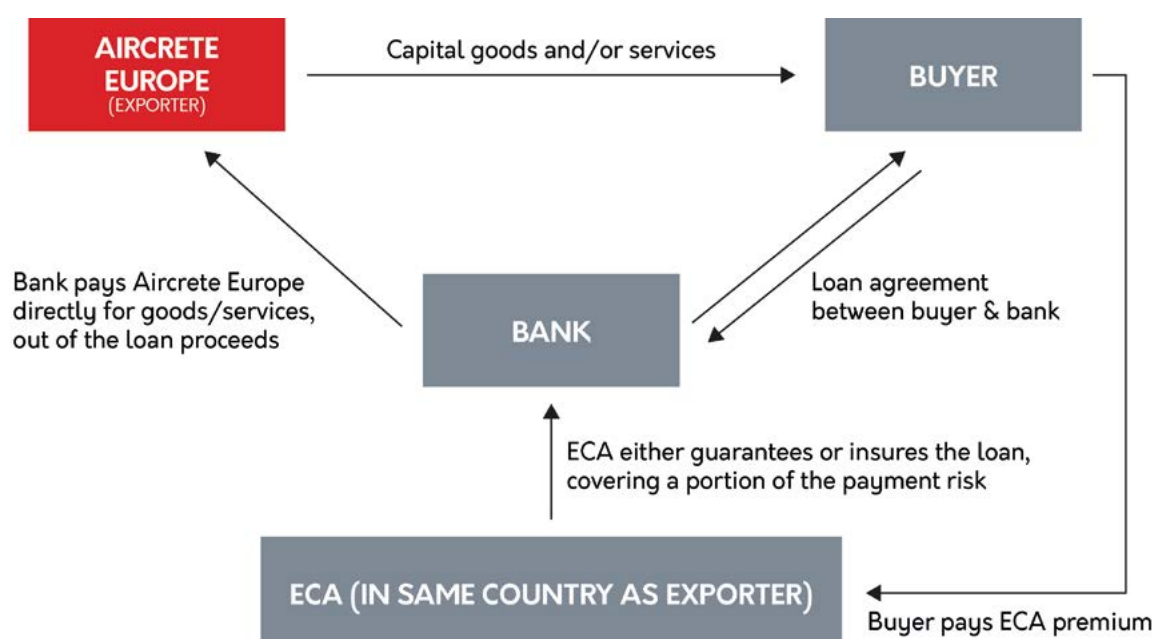 AIRCRETE
EUROPE
(EXPORTER)
Capital goods and/or services
BUYER
Bank pays Aircrete Europe
directly for goods/services,
out of the loan proceeds
BANK
Loan agreement
between buyer & bank
ECA either guarantees or insures the loan,
covering a portion of the payment risk
ECA (IN SAME COUNTRY AS EXPORTER)
Buyer pays ECA premium